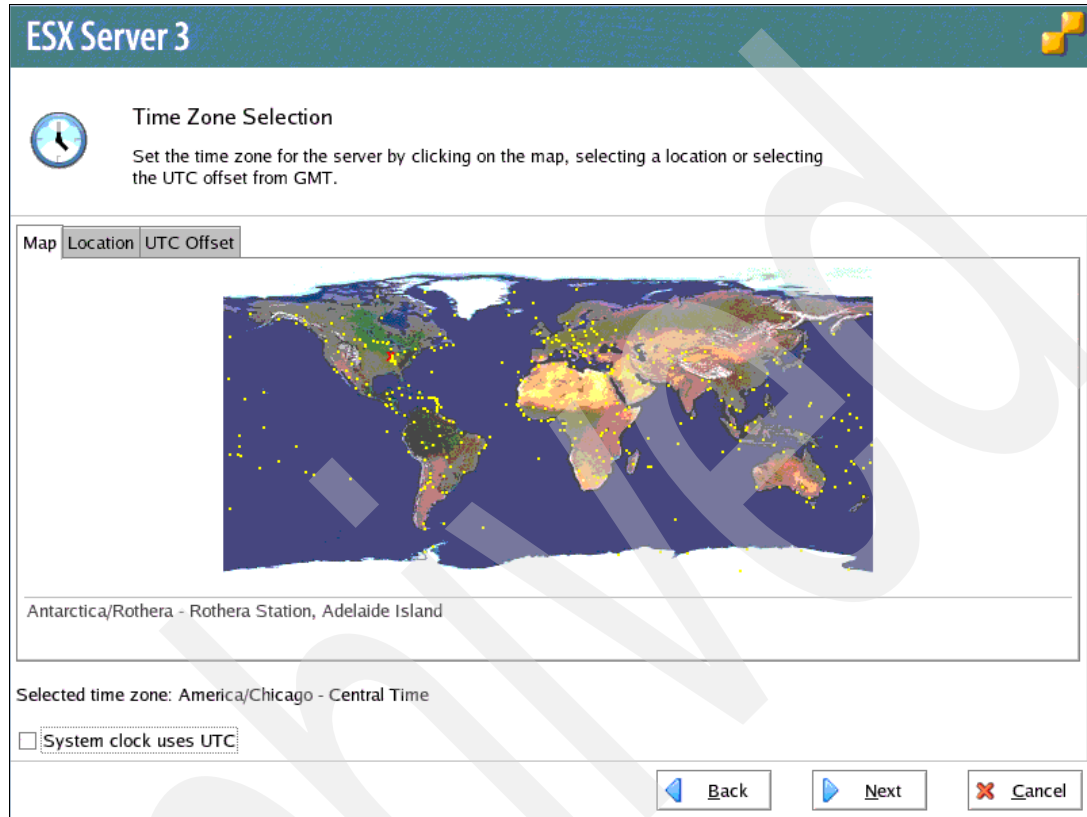 ESX Server 3
Time Zone Selection
Set the time zone for the server by clicking on the map, selecting a location or selecting
the UTC offset from GMT.
Map Location UTC Offset
Antarctica/Rothera - Rothera Station, Adelaide Island
Selected time zone: America/Chicago - Central Time
System clock uses UTC
Back Next Cancel